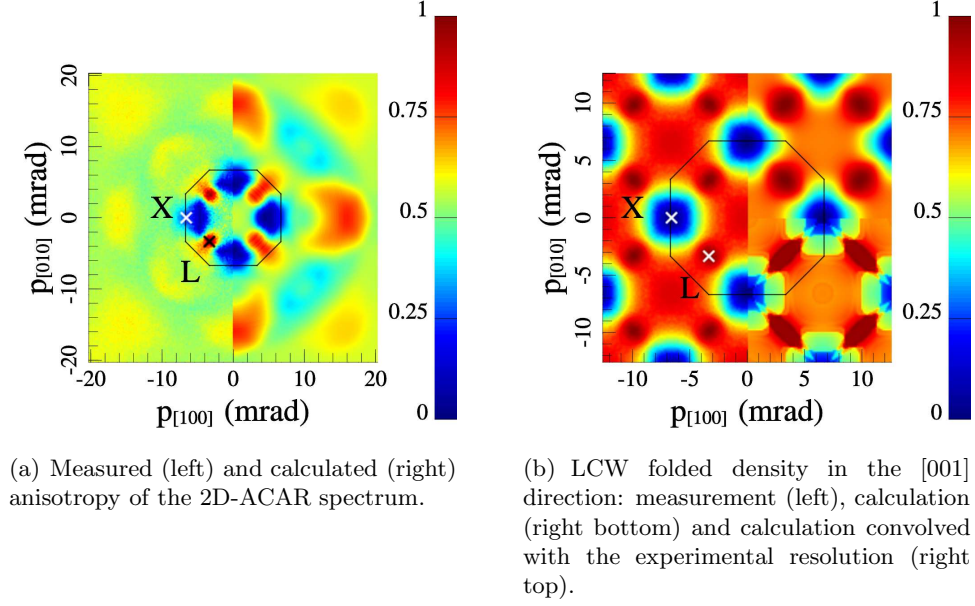 1
0.75
0.5
0.25
0
20
10
0
-10
-20
p[010] (mrad)
X
L
-20 -10 0 10 20
p[100] (mrad)
(a) Measured (left) and calculated (right)
anisotropy of the 2D-ACAR spectrum.
1
0.75
0.5
0.25
0
10
5
0
-5
-10
p[010] (mrad)
X
L
-10 -5 0 5 10
p[100] (mrad)
(b) LCW folded density in the [001]
direction: measurement (left), calculation
(right bottom) and calculation convolved
with the experimental resolution (right
top).